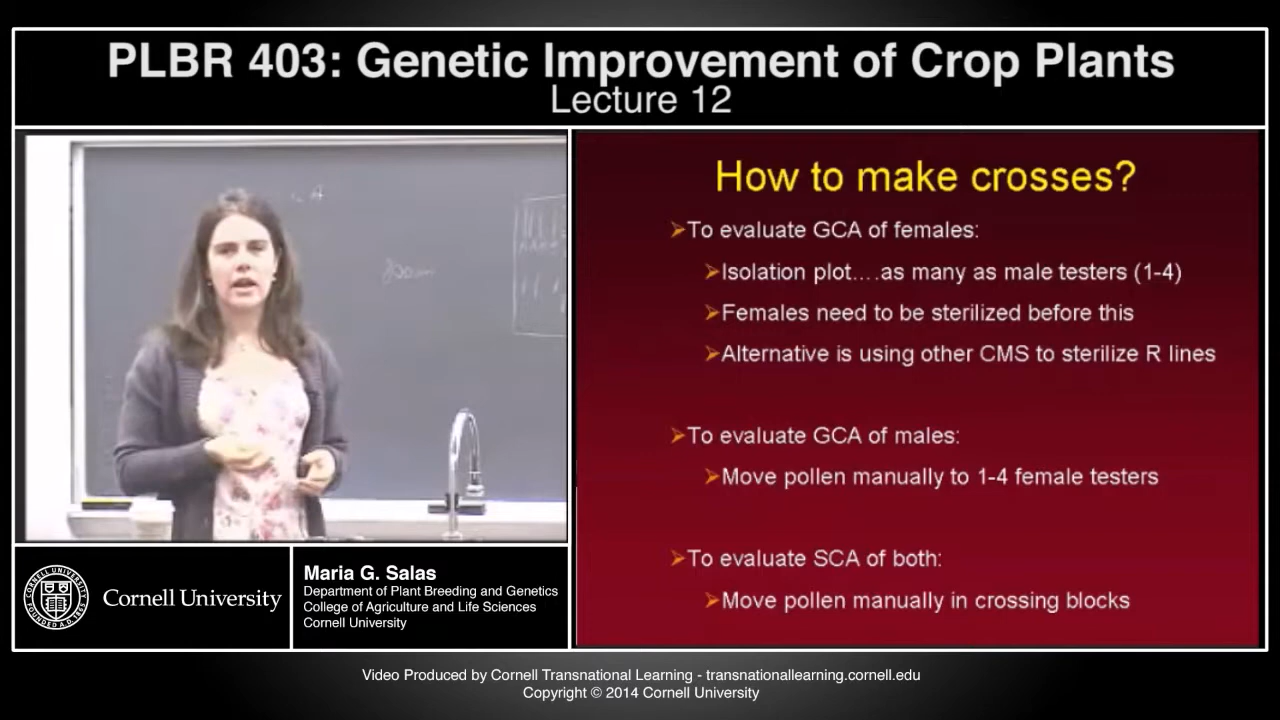 PLBR 403: Genetic Improvement of Crop Plants
Lecture 12
How to make crosses?
To evaluate GCA of females:
Isolation plot....as many as male testers (1-4)
Females need to be sterilized before this
Alternative is using other CMS to sterilize R lines
To evaluate GCA of males:
Move pollen manually to 1-4 female testers
To evaluate SCA of both:
Move pollen manually in crossing blocks
Cornell University
Maria G. Salas
Department of Plant Breeding and Genetics
College of Agriculture and Life Sciences
Cornell University
Video Produced by Cornell Transnational Learning - transnationallearning.cornell.edu
Copyright © 2014 Cornell University